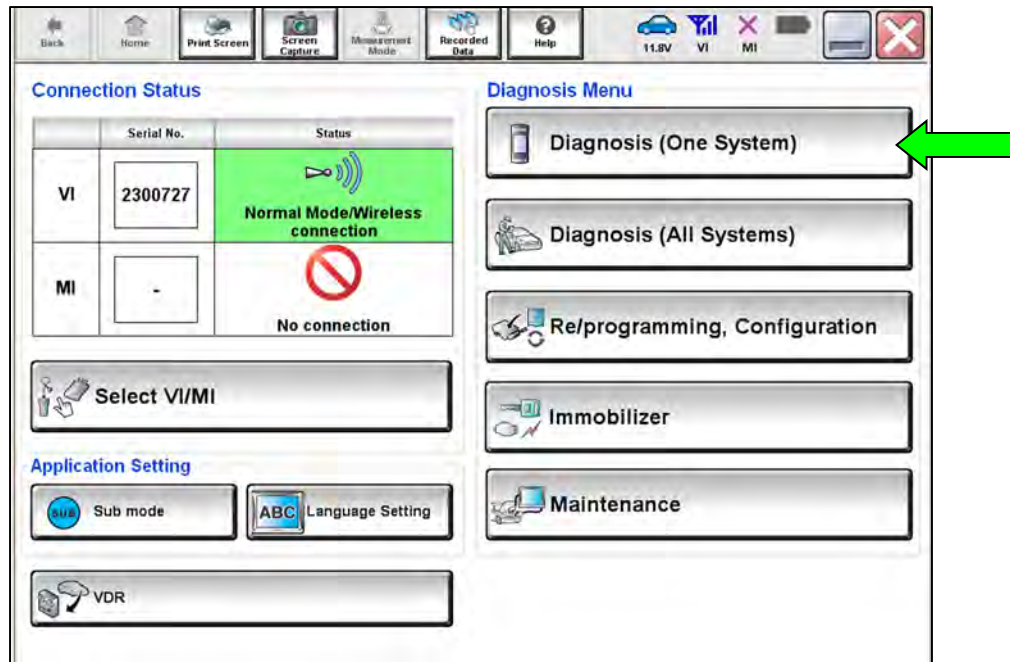 Back
Home
Print Screen
Screen
Capture
Measurement
Mode
Recorded
Data
Help
11.8V
VI
MI
Connection Status
Serial No.
Status
VI
2300727
Normal Mode/Wireless
connection
MI
-
No connection
Select VI/MI
Application Setting
SUB
Sub mode
ABC
Language Setting
VDR
Diagnosis Menu
Diagnosis (One System)
Diagnosis (All Systems)
Re/programming, Configuration
Immobilizer
Maintenance